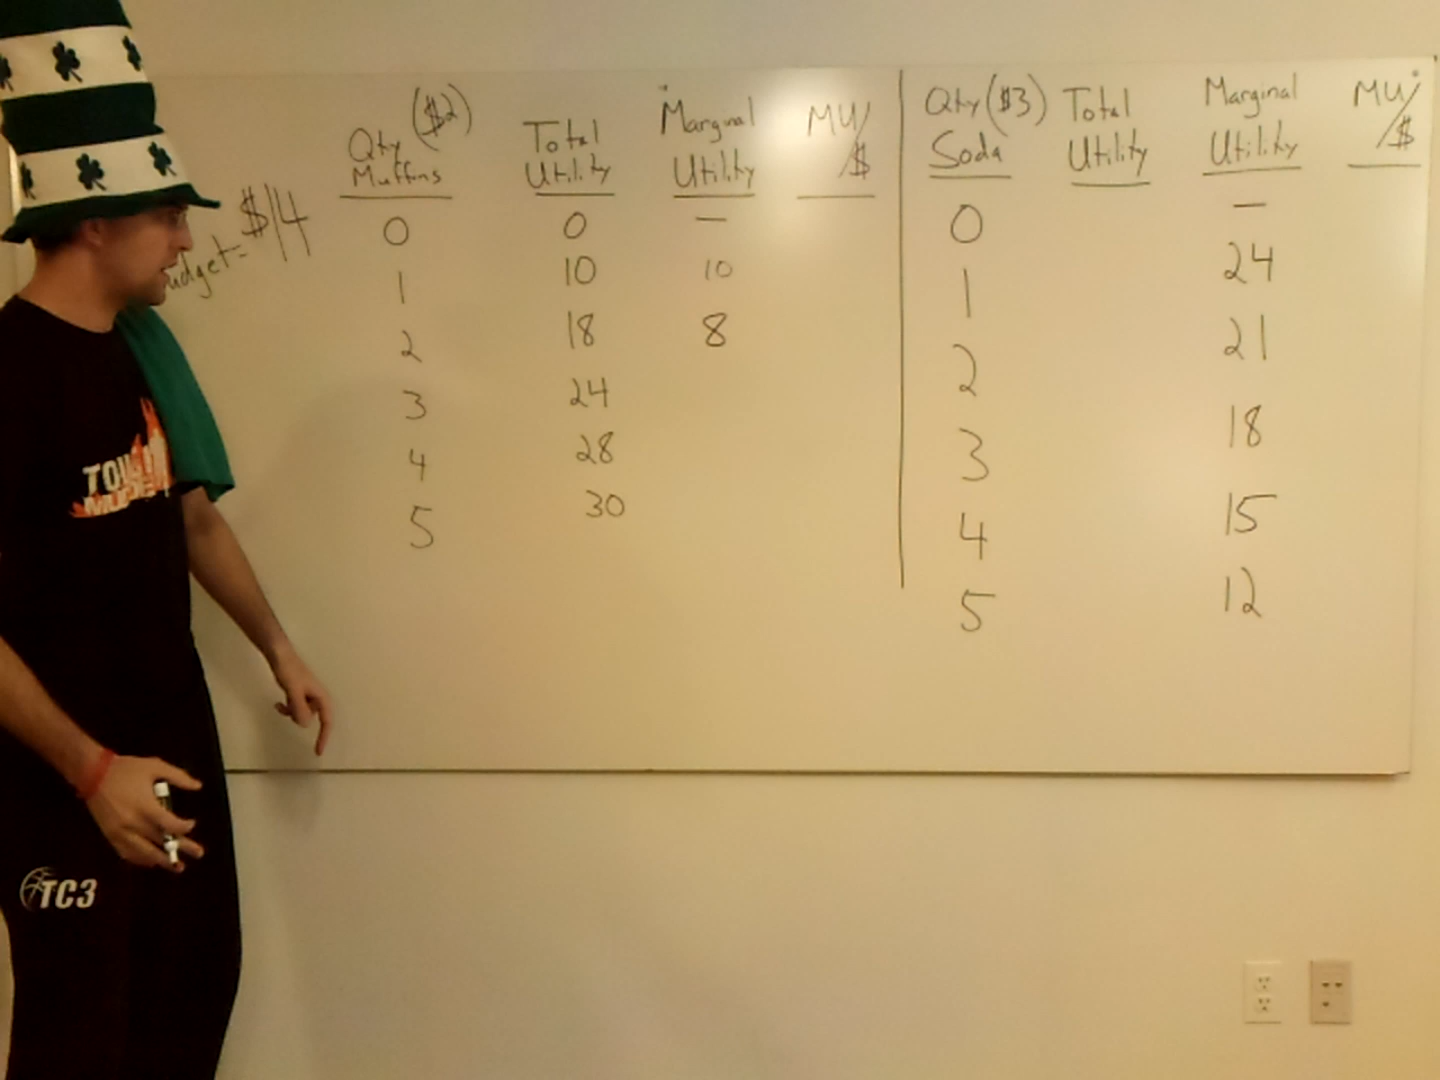 Budget= $14
Qty ($2) Muffins | Total Utility | Marginal Utility | MU/$ | Qty ($3) Soda | Total Utility | Marginal Utility | MU/$
0 0 — 0 —
1 10 10 1 24
2 18 8 2 21
3 24 3 18
4 28 4 15
5 30 5 12
TC3